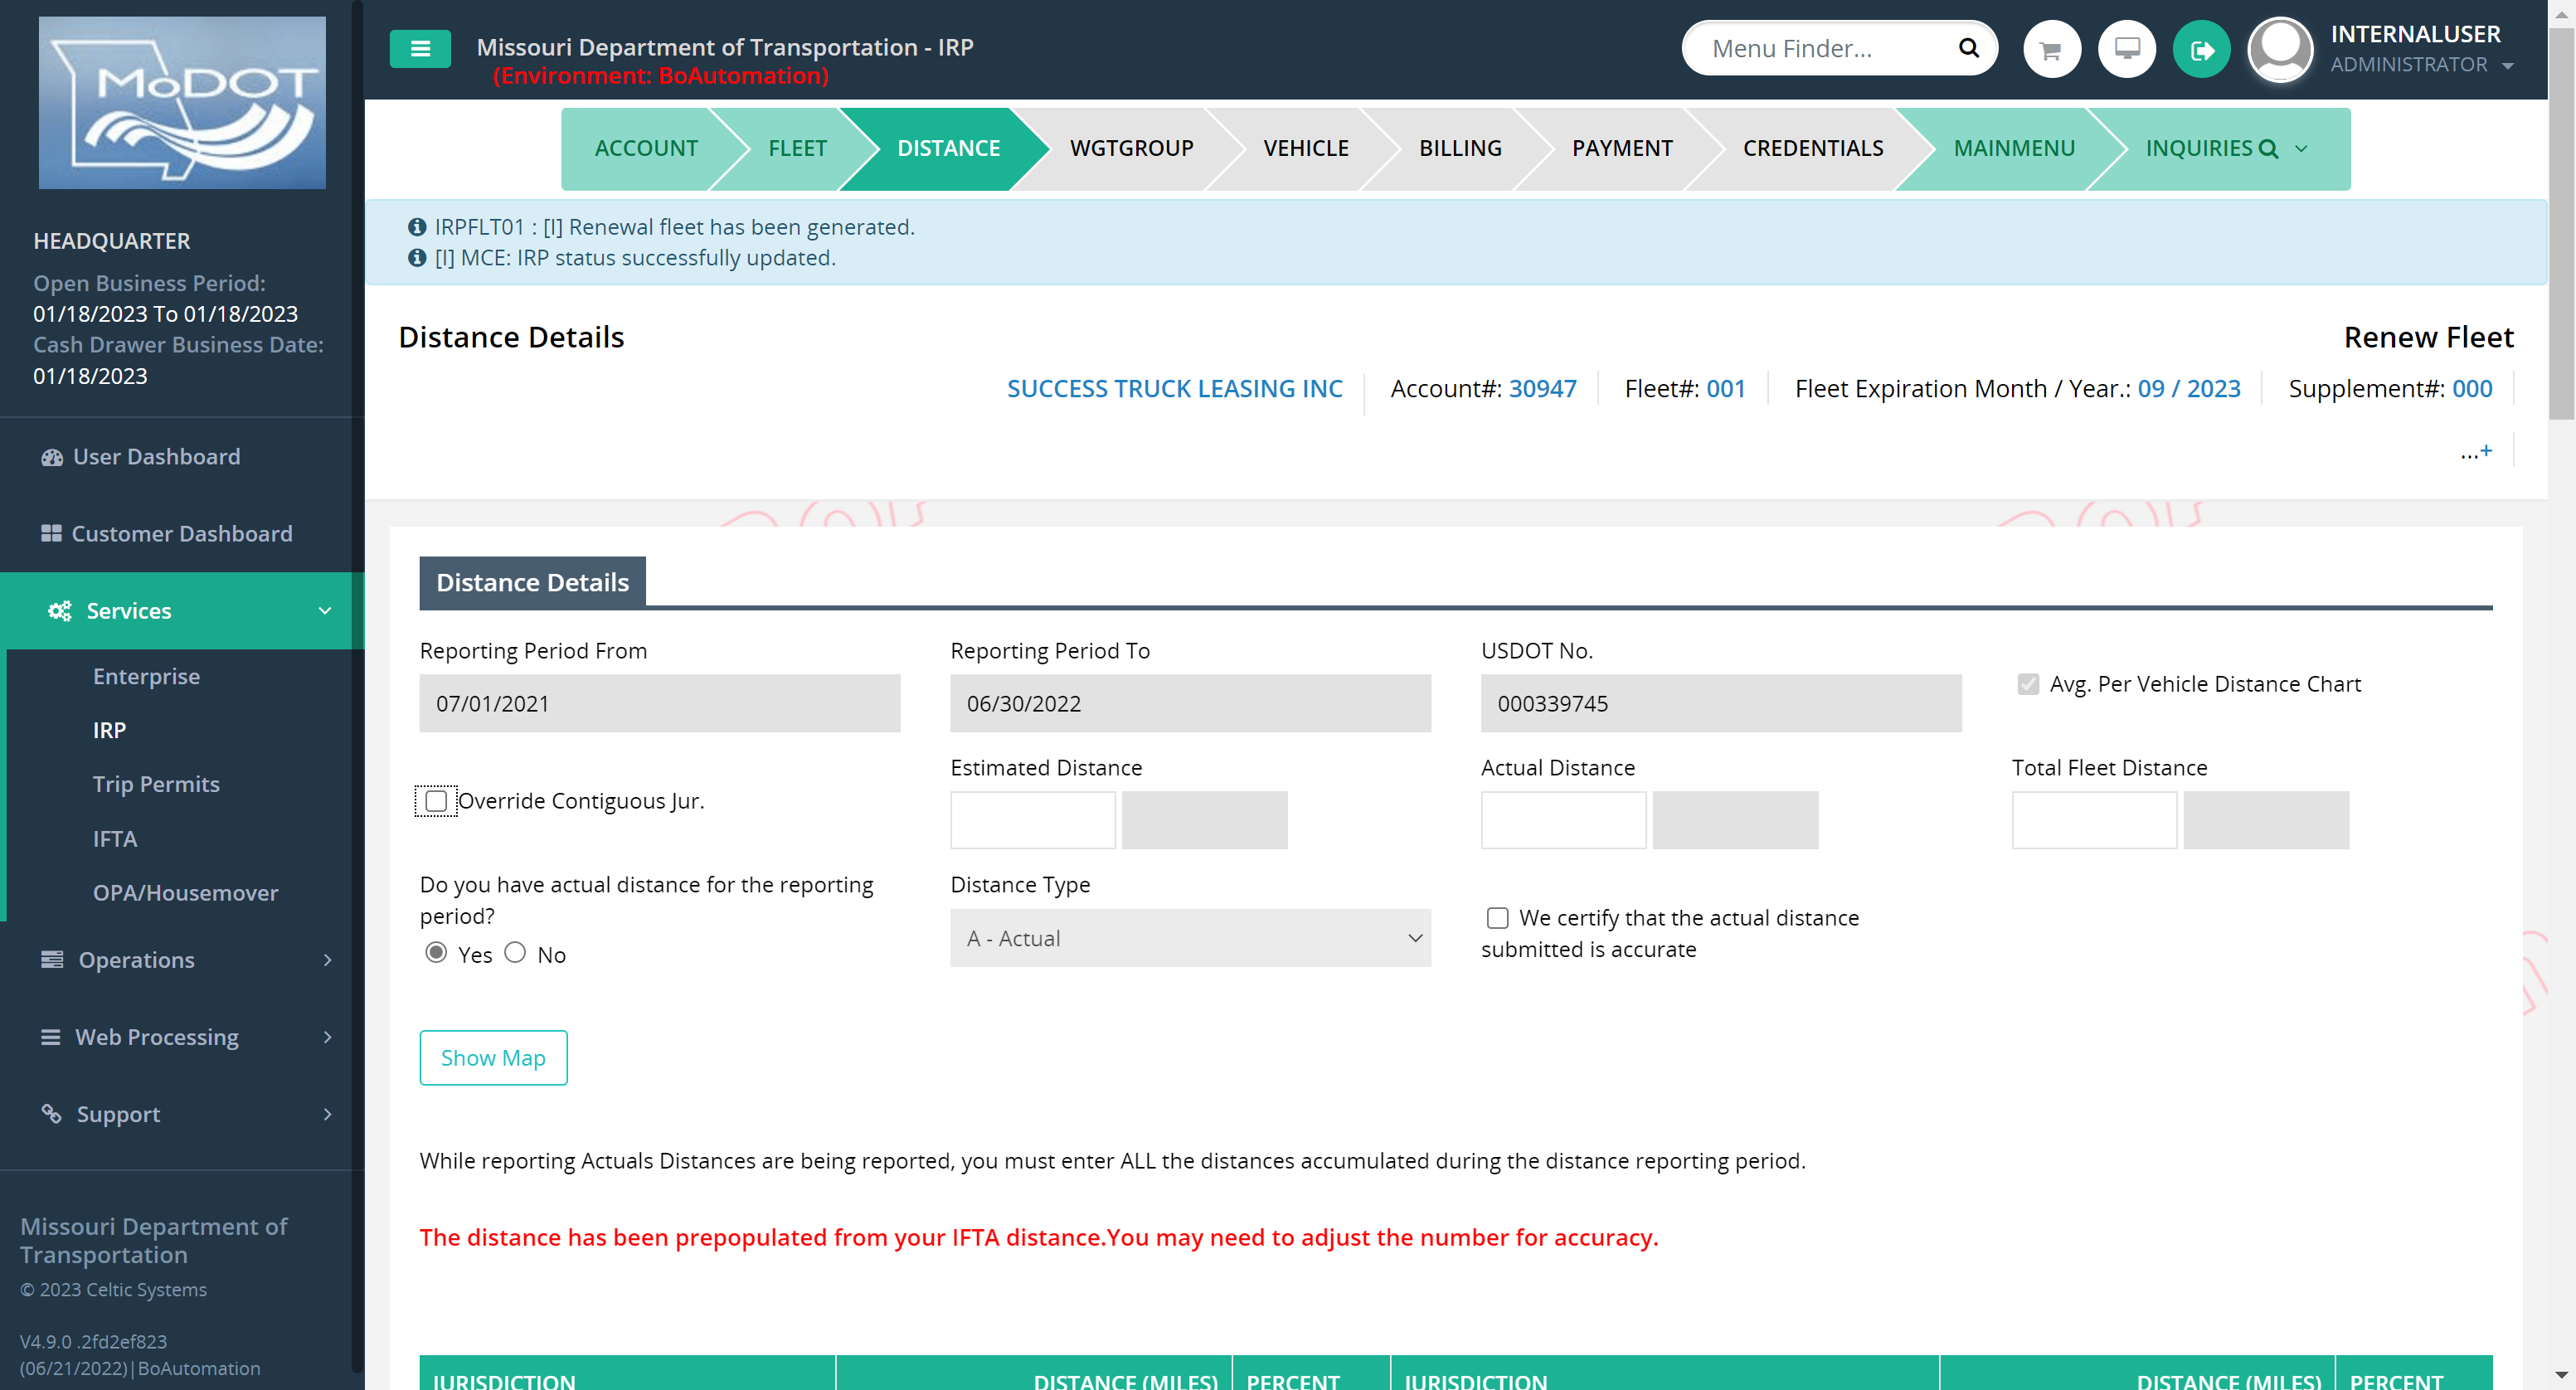 MoDOT
Missouri Department of Transportation - IRP
(Environment: BoAutomation)
Menu Finder...
INTERNALUSER
ADMINISTRATOR
HEADQUARTER
Open Business Period:
01/18/2023 To 01/18/2023
Cash Drawer Business Date:
01/18/2023
User Dashboard
Customer Dashboard
Services
Enterprise
IRP
Trip Permits
IFTA
OPA/Housemover
Operations
Web Processing
Support
Missouri Department of
Transportation
© 2023 Celtic Systems
V4.9.0 .2fd2ef823
(06/21/2022)|BoAutomation
ACCOUNT FLEET DISTANCE WGTGROUP VEHICLE BILLING PAYMENT CREDENTIALS MAINMENU INQUIRIES
IRPFLT01 : [I] Renewal fleet has been generated.
[I] MCE: IRP status successfully updated.
Distance Details Renew Fleet
SUCCESS TRUCK LEASING INC Account#: 30947 Fleet#: 001 Fleet Expiration Month / Year.: 09 / 2023 Supplement#: 000
...+
Distance Details
Reporting Period From Reporting Period To USDOT No.
07/01/2021 06/30/2022 000339745 Avg. Per Vehicle Distance Chart
Estimated Distance Actual Distance Total Fleet Distance
Override Contiguous Jur.
Do you have actual distance for the reporting
period?
Yes No
Distance Type
A - Actual
We certify that the actual distance
submitted is accurate
Show Map
While reporting Actuals Distances are being reported, you must enter ALL the distances accumulated during the distance reporting period.
The distance has been prepopulated from your IFTA distance.You may need to adjust the number for accuracy.
JURISDICTION DISTANCE (MILES) PERCENT JURISDICTION DISTANCE (MILES) PERCENT